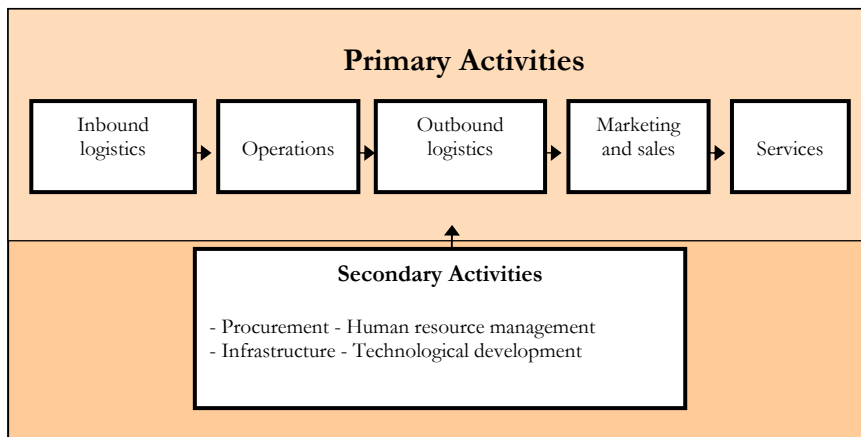 Primary Activities
Inbound
logistics
Operations
Outbound
logistics
Marketing
and sales
Services
Secondary Activities
- Procurement - Human resource management
- Infrastructure - Technological development